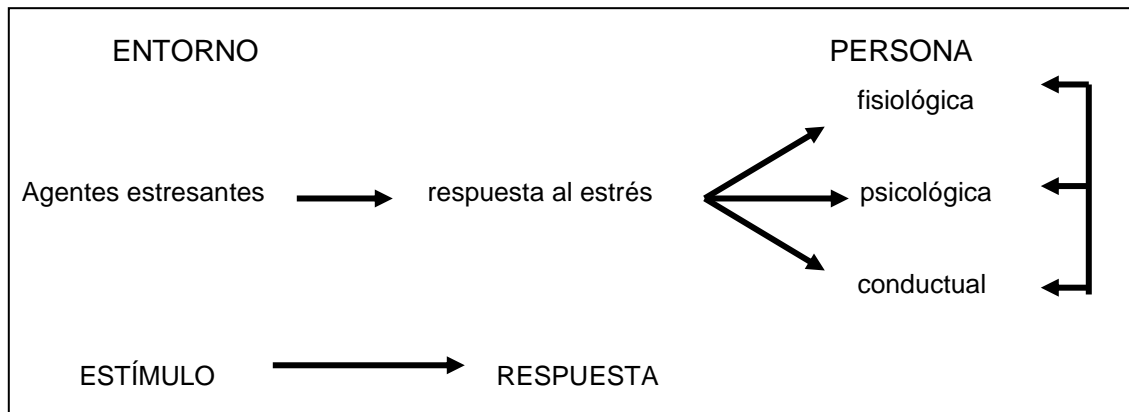 ENTORNO PERSONA
fisiológica
Agentes estresantes respuesta al estrés psicológica
conductual
ESTÍMULO RESPUESTA